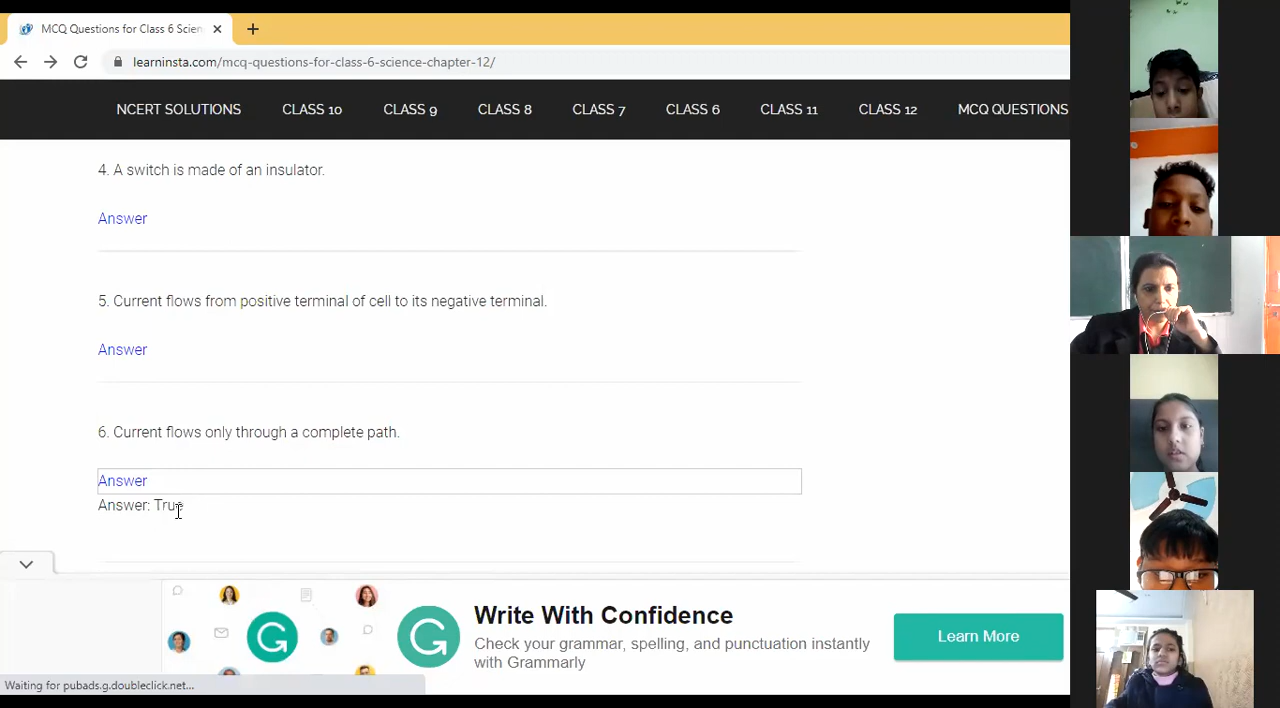 MCQ Questions for Class 6 Scien
learninsta.com/mcq-questions-for-class-6-science-chapter-12/
NCERT SOLUTIONS CLASS 10 CLASS 9 CLASS 8 CLASS 7 CLASS 6 CLASS 11 CLASS 12 MCQ QUESTIONS
4. A switch is made of an insulator.
Answer
5. Current flows from positive terminal of cell to its negative terminal.
Answer
6. Current flows only through a complete path.
Answer
Answer: True
Write With Confidence
Check your grammar, spelling, and punctuation instantly
with Grammarly
Learn More
Waiting for pubads.g.doubleclick.net...